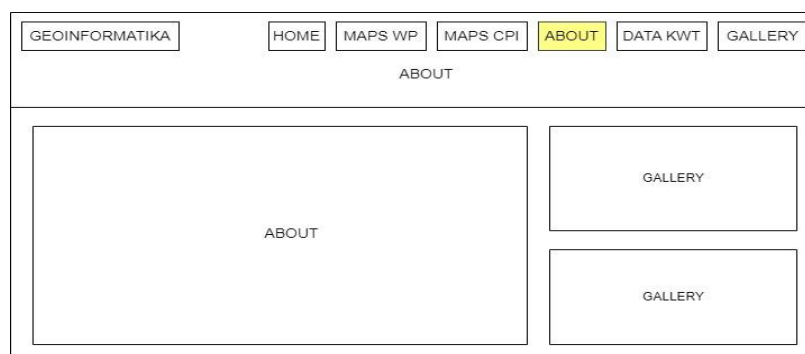 GEOINFORMATIKA HOME MAPS WP MAPS CPI ABOUT DATA KWT GALLERY
ABOUT
GALLERY
ABOUT
GALLERY